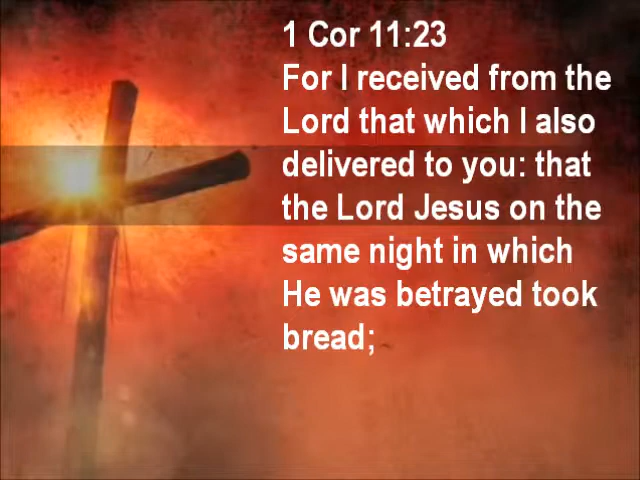 1 Cor 11:23
For I received from the
Lord that which I also
delivered to you: that
the Lord Jesus on the
same night in which
He was betrayed took
bread;